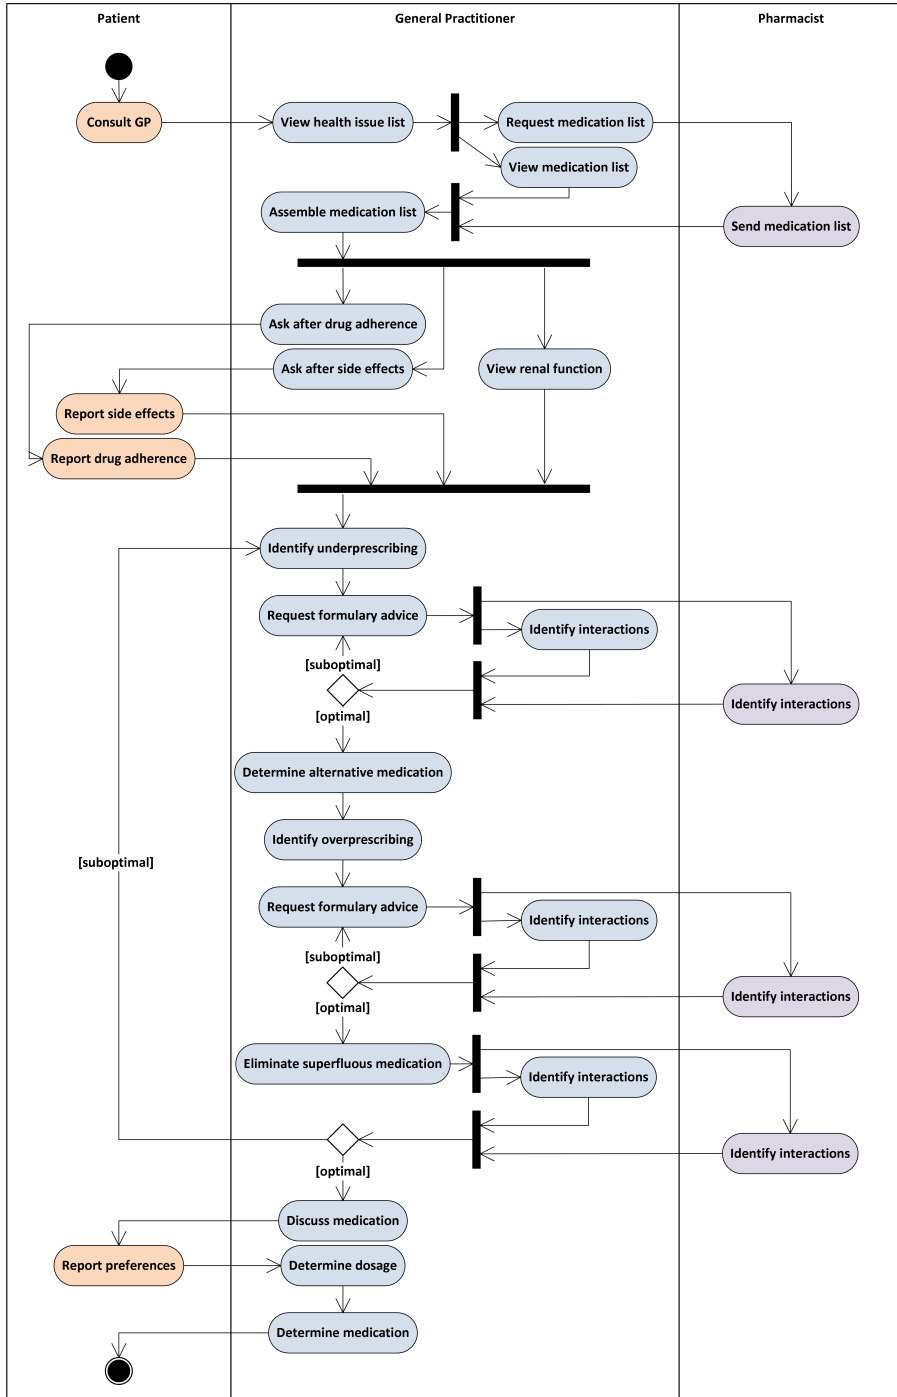 Patient
General Practitioner
Pharmacist
Consult GP
View health issue list
Request medication list
View medication list
Assemble medication list
Send medication list
Ask after drug adherence
Ask after side effects
View renal function
Report side effects
Report drug adherence
Identify underprescribing
Request formulary advice
Identify interactions
[suboptimal]
Identify interactions
[optimal]
Determine alternative medication
Identify overprescribing
[suboptimal]
Request formulary advice
Identify interactions
[suboptimal]
Identify interactions
[optimal]
Eliminate superfluous medication
Identify interactions
Identify interactions
[optimal]
Discuss medication
Report preferences
Determine dosage
Determine medication